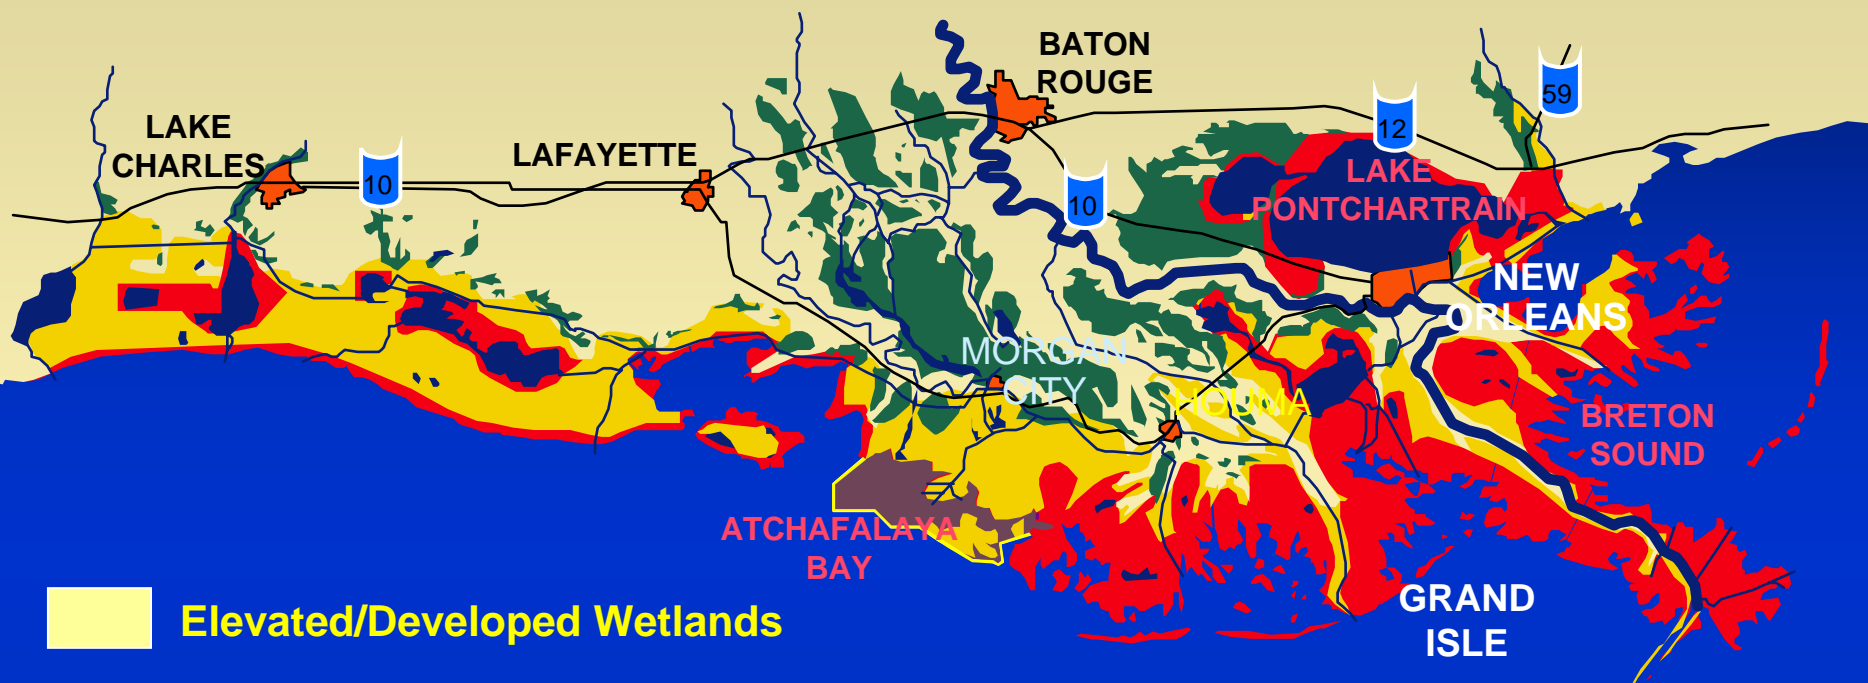 BATON
ROUGE
59
12
LAKE
CHARLES
LAFAYETTE
10
10
LAKE
PONTCHARTRAIN
NEW
ORLEANS
MORGAN
CITY
HOUMA
BRETON
SOUND
ATCHAFALAYA
BAY
GRAND
ISLE
Elevated/Developed Wetlands